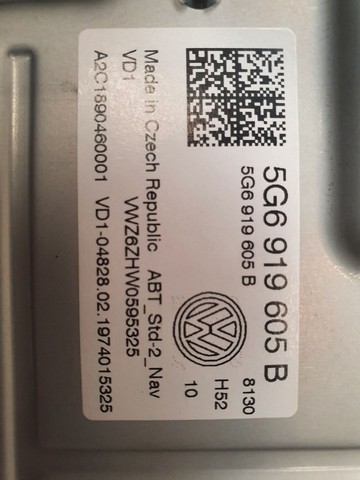 5G6 919 605 B
5G6 919 605 B
8130
H52
10
Made in Czech Republic ABT_Std-2_Nav
VD1 VWZ6ZHW0595325
A2C1890460001 VD1-04828.02.1974015325